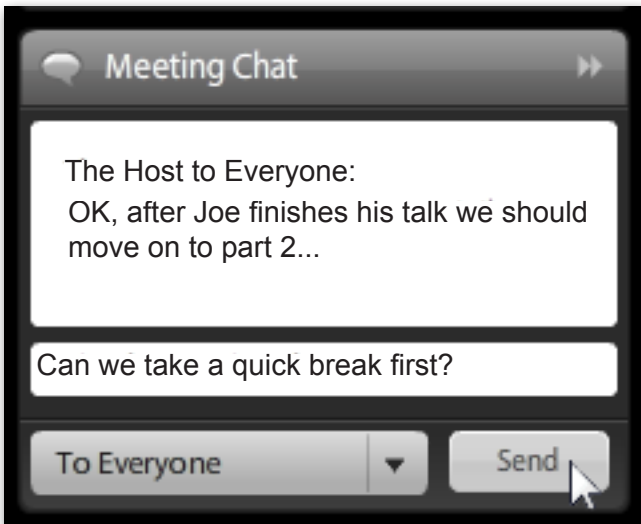 Meeting Chat
The Host to Everyone:
OK, after Joe finishes his talk we should
move on to part 2...
Can we take a quick break first?
To Everyone
Send